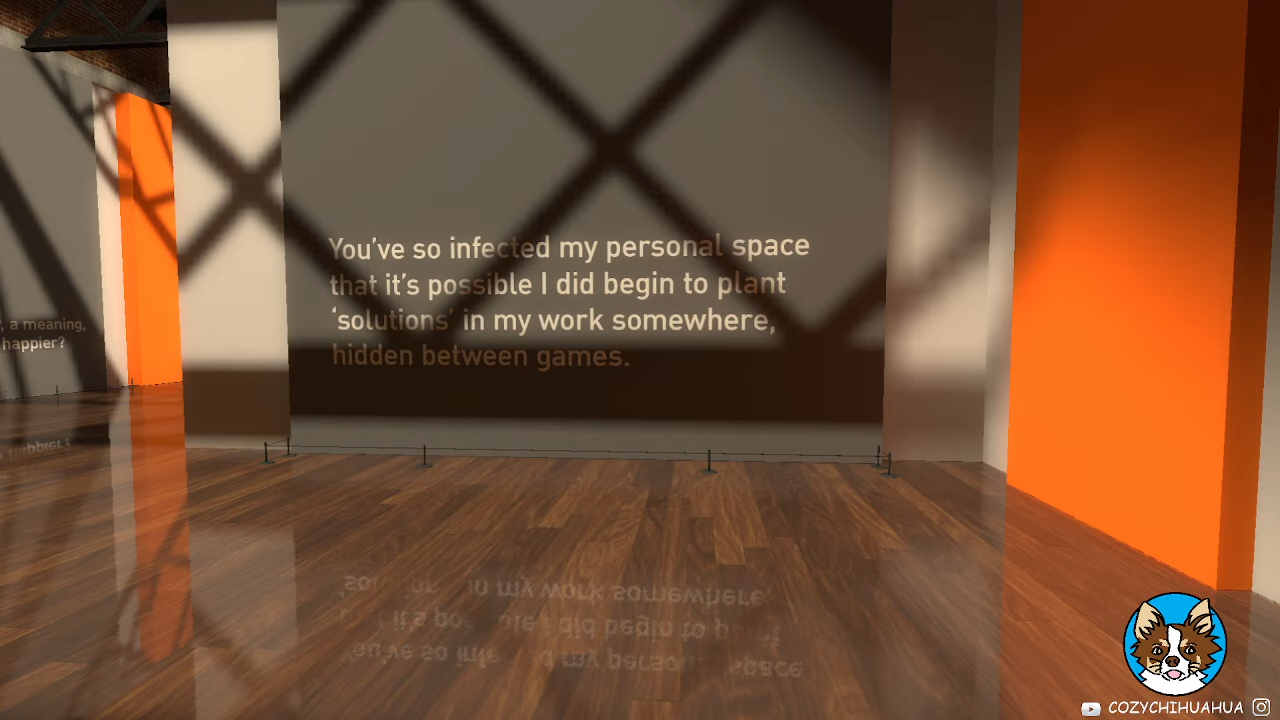 You've so infected my personal space
that it's possible I did begin to plant
'solutions' in my work somewhere,
hidden between games.
, a meaning,
happier?
COZYCHIHUAHUA